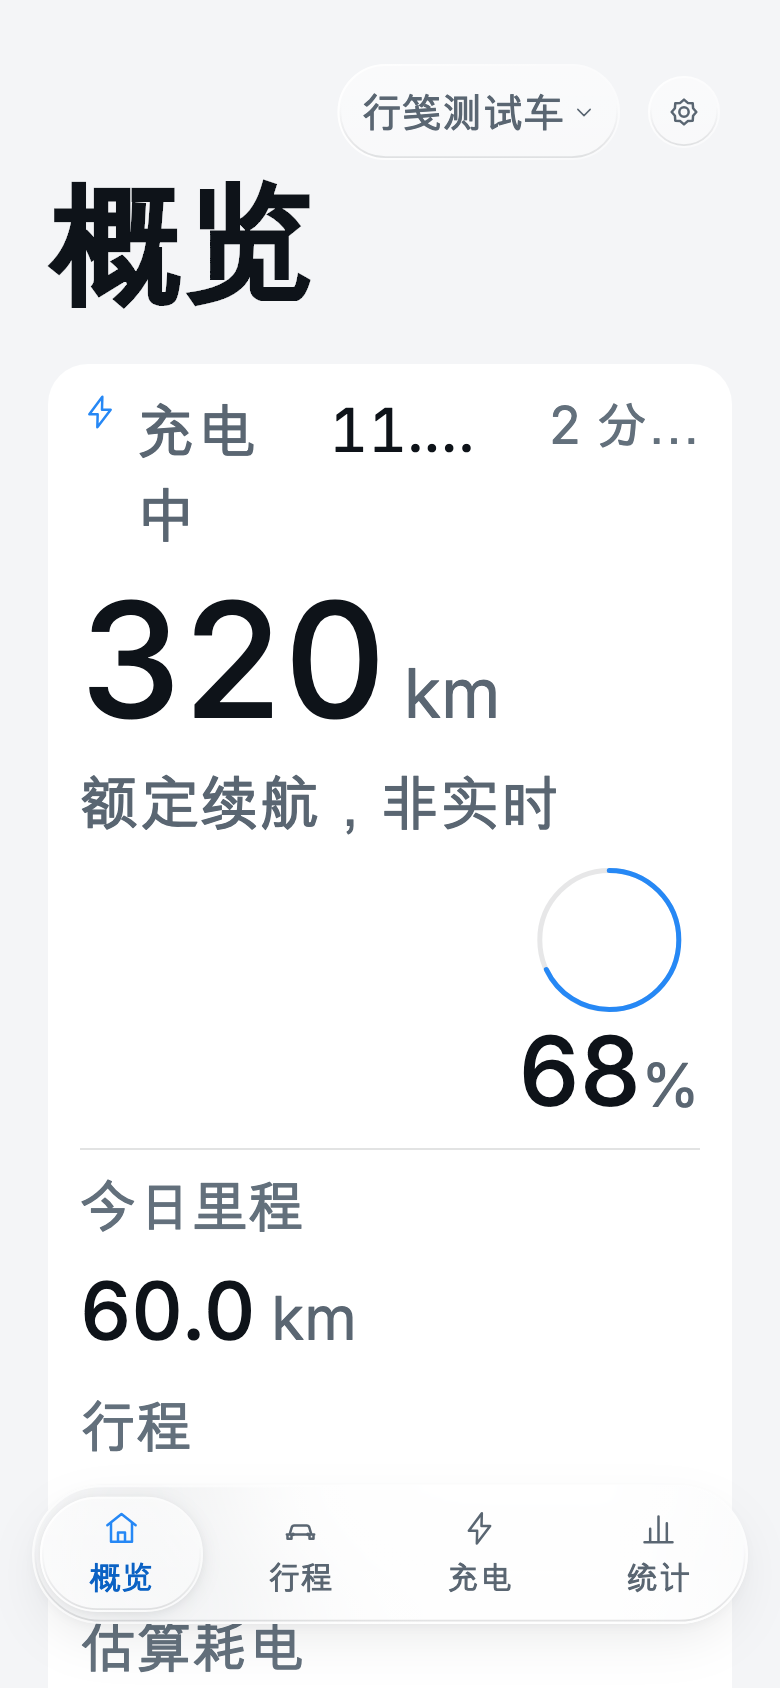 行笺测试车
概览
充电中 11.... 2 分...
320 km
额定续航，非实时
68%
今日里程
60.0 km
行程
概览 行程 充电 统计
估算耗电